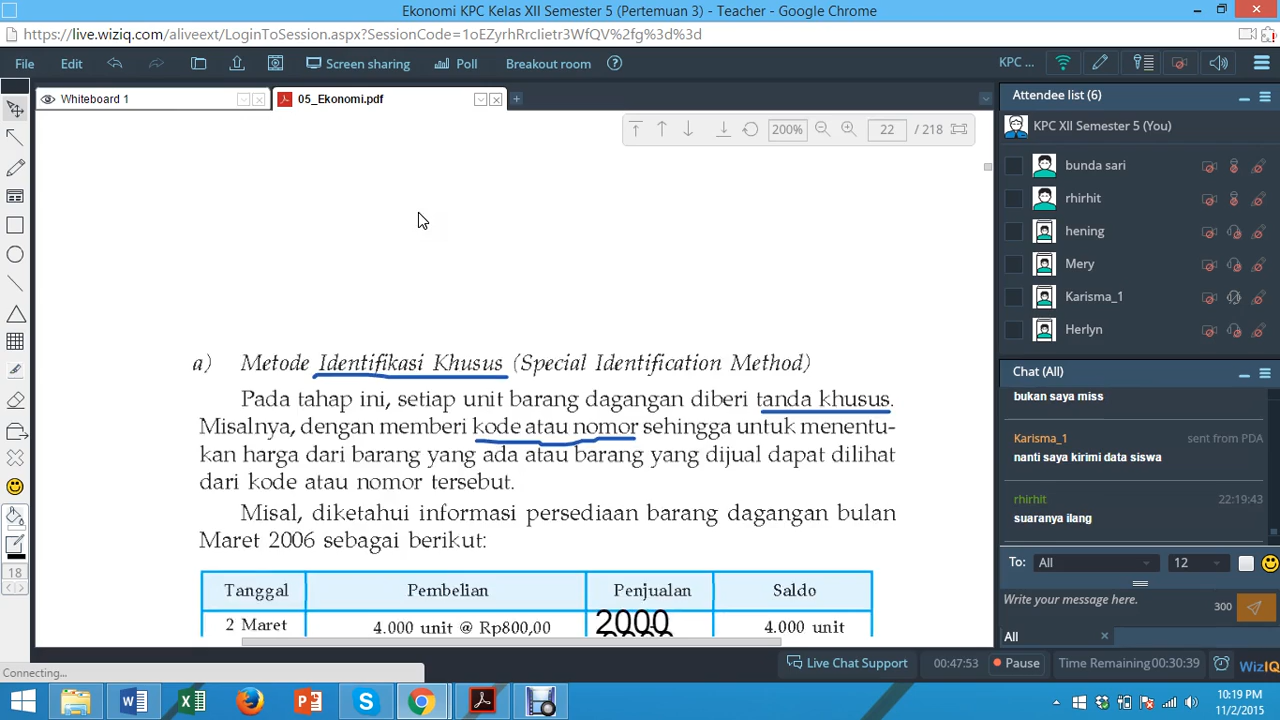 Ekonomi KPC Kelas XII Semester 5 (Pertemuan 3) - Teacher - Google Chrome
https://live.wiziq.com/aliveext/LoginToSession.aspx?SessionCode=1oEZyrhRrclietr3WfQV%2fg%3d%3d
File Edit Screen sharing Poll Breakout room KPC ...
Whiteboard 1 05_Ekonomi.pdf
200% 22 / 218
a) Metode Identifikasi Khusus (Special Identification Method)
Pada tahap ini, setiap unit barang dagangan diberi tanda khusus.
Misalnya, dengan memberi kode atau nomor sehingga untuk menentu-
kan harga dari barang yang ada atau barang yang dijual dapat dilihat
dari kode atau nomor tersebut.
Misal, diketahui informasi persediaan barang dagangan bulan
Maret 2006 sebagai berikut:
Tanggal Pembelian Penjualan Saldo
2 Maret 4.000 unit @ Rp800,00 2000 4.000 unit
18
Attendee list (6)
KPC XII Semester 5 (You)
bunda sari
rhirhit
hening
Mery
Karisma_1
Herlyn
Chat (All)
bukan saya miss
Karisma_1 sent from PDA
nanti saya kirimi data siswa
rhirhit 22:19:43
suaranya ilang
To: All 12
Write your message here. 300
All
Connecting...
Live Chat Support 00:47:53 Pause Time Remaining 00:30:39 WizIQ
10:19 PM
11/2/2015